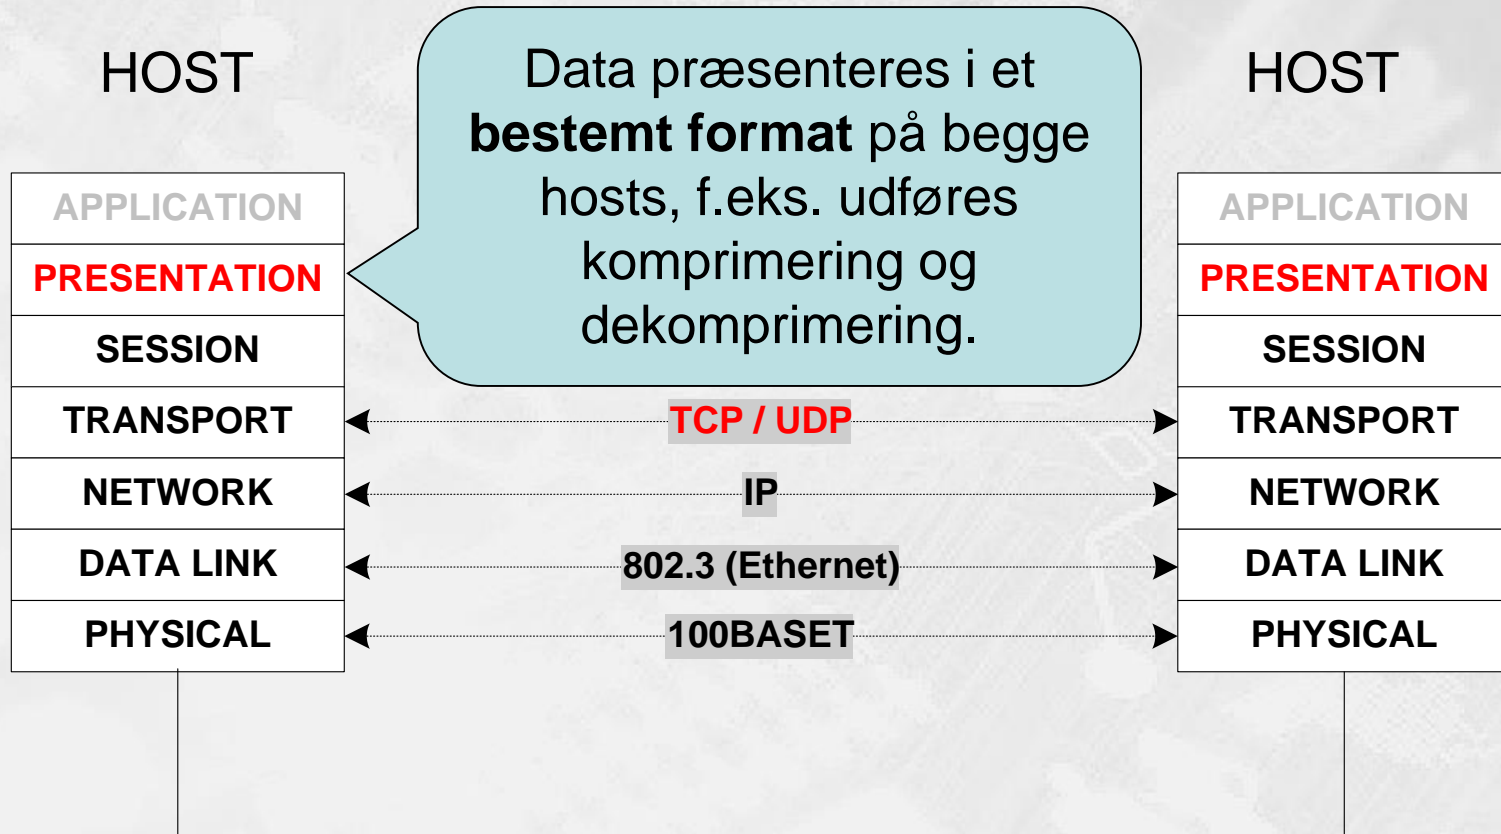 HOST
Data præsenteres i et
bestemt format på begge
hosts, f.eks. udføres
komprimering og
dekomprimering.
HOST
APPLICATION
PRESENTATION
SESSION
TRANSPORT
NETWORK
DATA LINK
PHYSICAL
TCP / UDP
IP
802.3 (Ethernet)
100BASET
APPLICATION
PRESENTATION
SESSION
TRANSPORT
NETWORK
DATA LINK
PHYSICAL